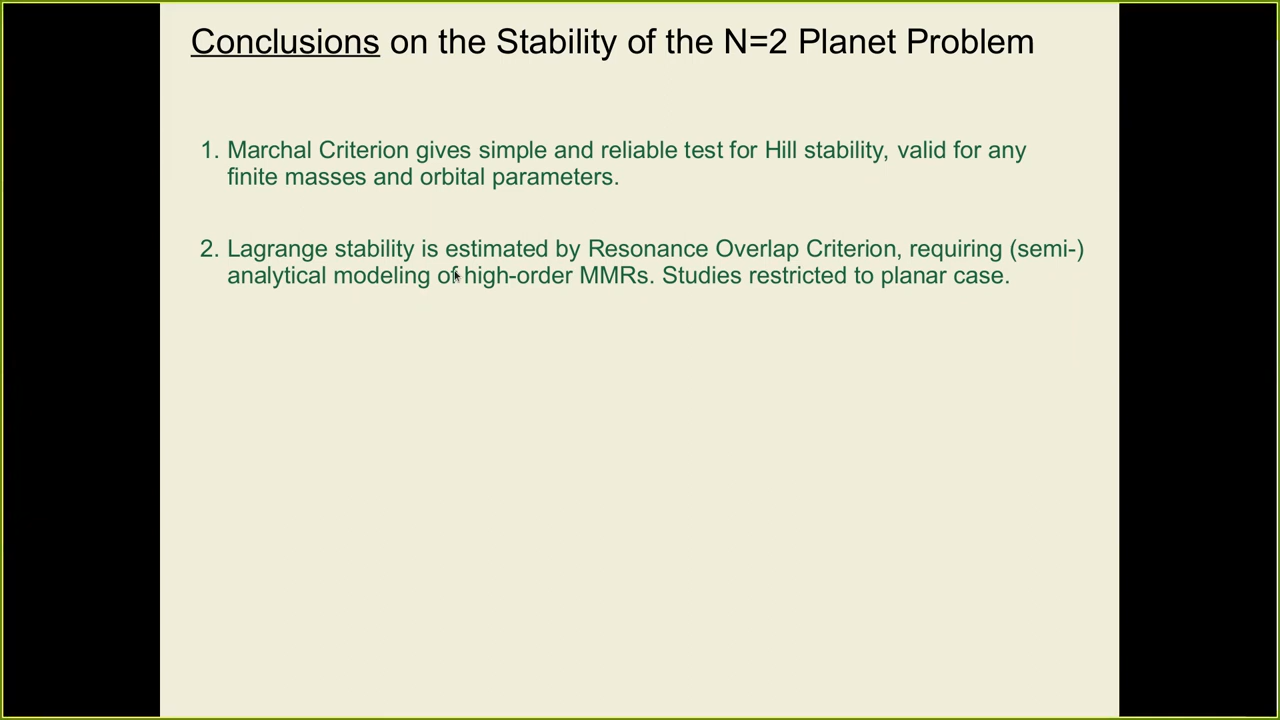 Conclusions on the Stability of the N=2 Planet Problem
1. Marchal Criterion gives simple and reliable test for Hill stability, valid for any
finite masses and orbital parameters.
2. Lagrange stability is estimated by Resonance Overlap Criterion, requiring (semi-)
analytical modeling of high-order MMRs. Studies restricted to planar case.